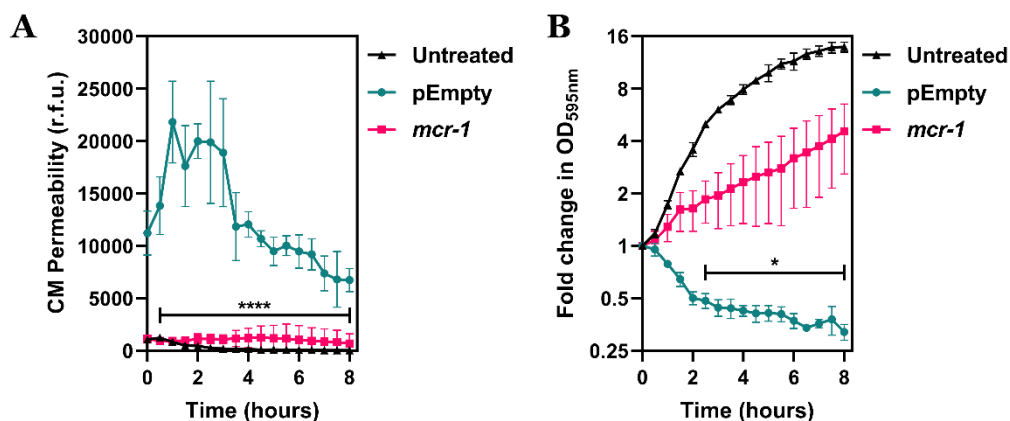 A
CM Permeability (r.f.u.)
30000
25000
20000
15000
10000
5000
0
****
0 2 4 6 8
Time (hours)
Untreated
pEmpty
mcr-1
B
Fold change in OD595nm
16
8
4
2
1
0.5
0.25
*
0 2 4 6 8
Time (hours)
Untreated
pEmpty
mcr-1